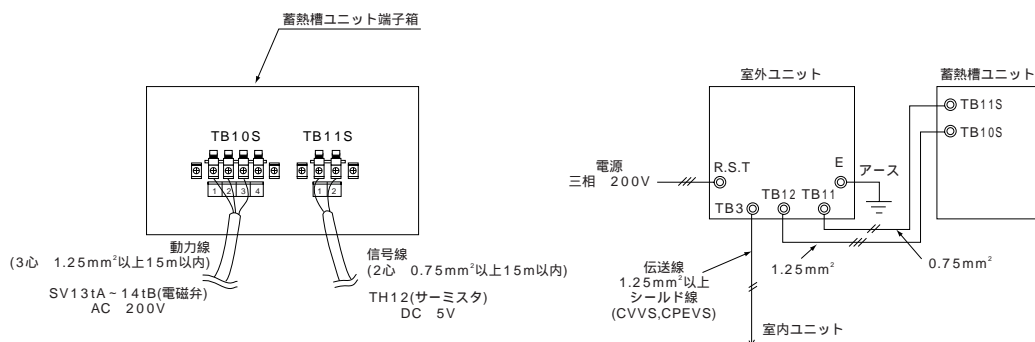 蓄熱槽ユニット端子箱
TB10S
TB11S
1 2 3 4
1 2
動力線
(3心 1.25mm²以上15m以内)
SV13tA~14tB(電磁弁)
AC 200V
信号線
(2心 0.75mm²以上15m以内)
TH12(サーミスタ)
DC 5V
室外ユニット
蓄熱槽ユニット
TB11S
TB10S
電源
三相 200V
R.S.T
E
アース
TB3
TB12
TB11
伝送線
1.25mm²以上
シールド線
(CVVS,CPEVS)
1.25mm²
0.75mm²
室内ユニット